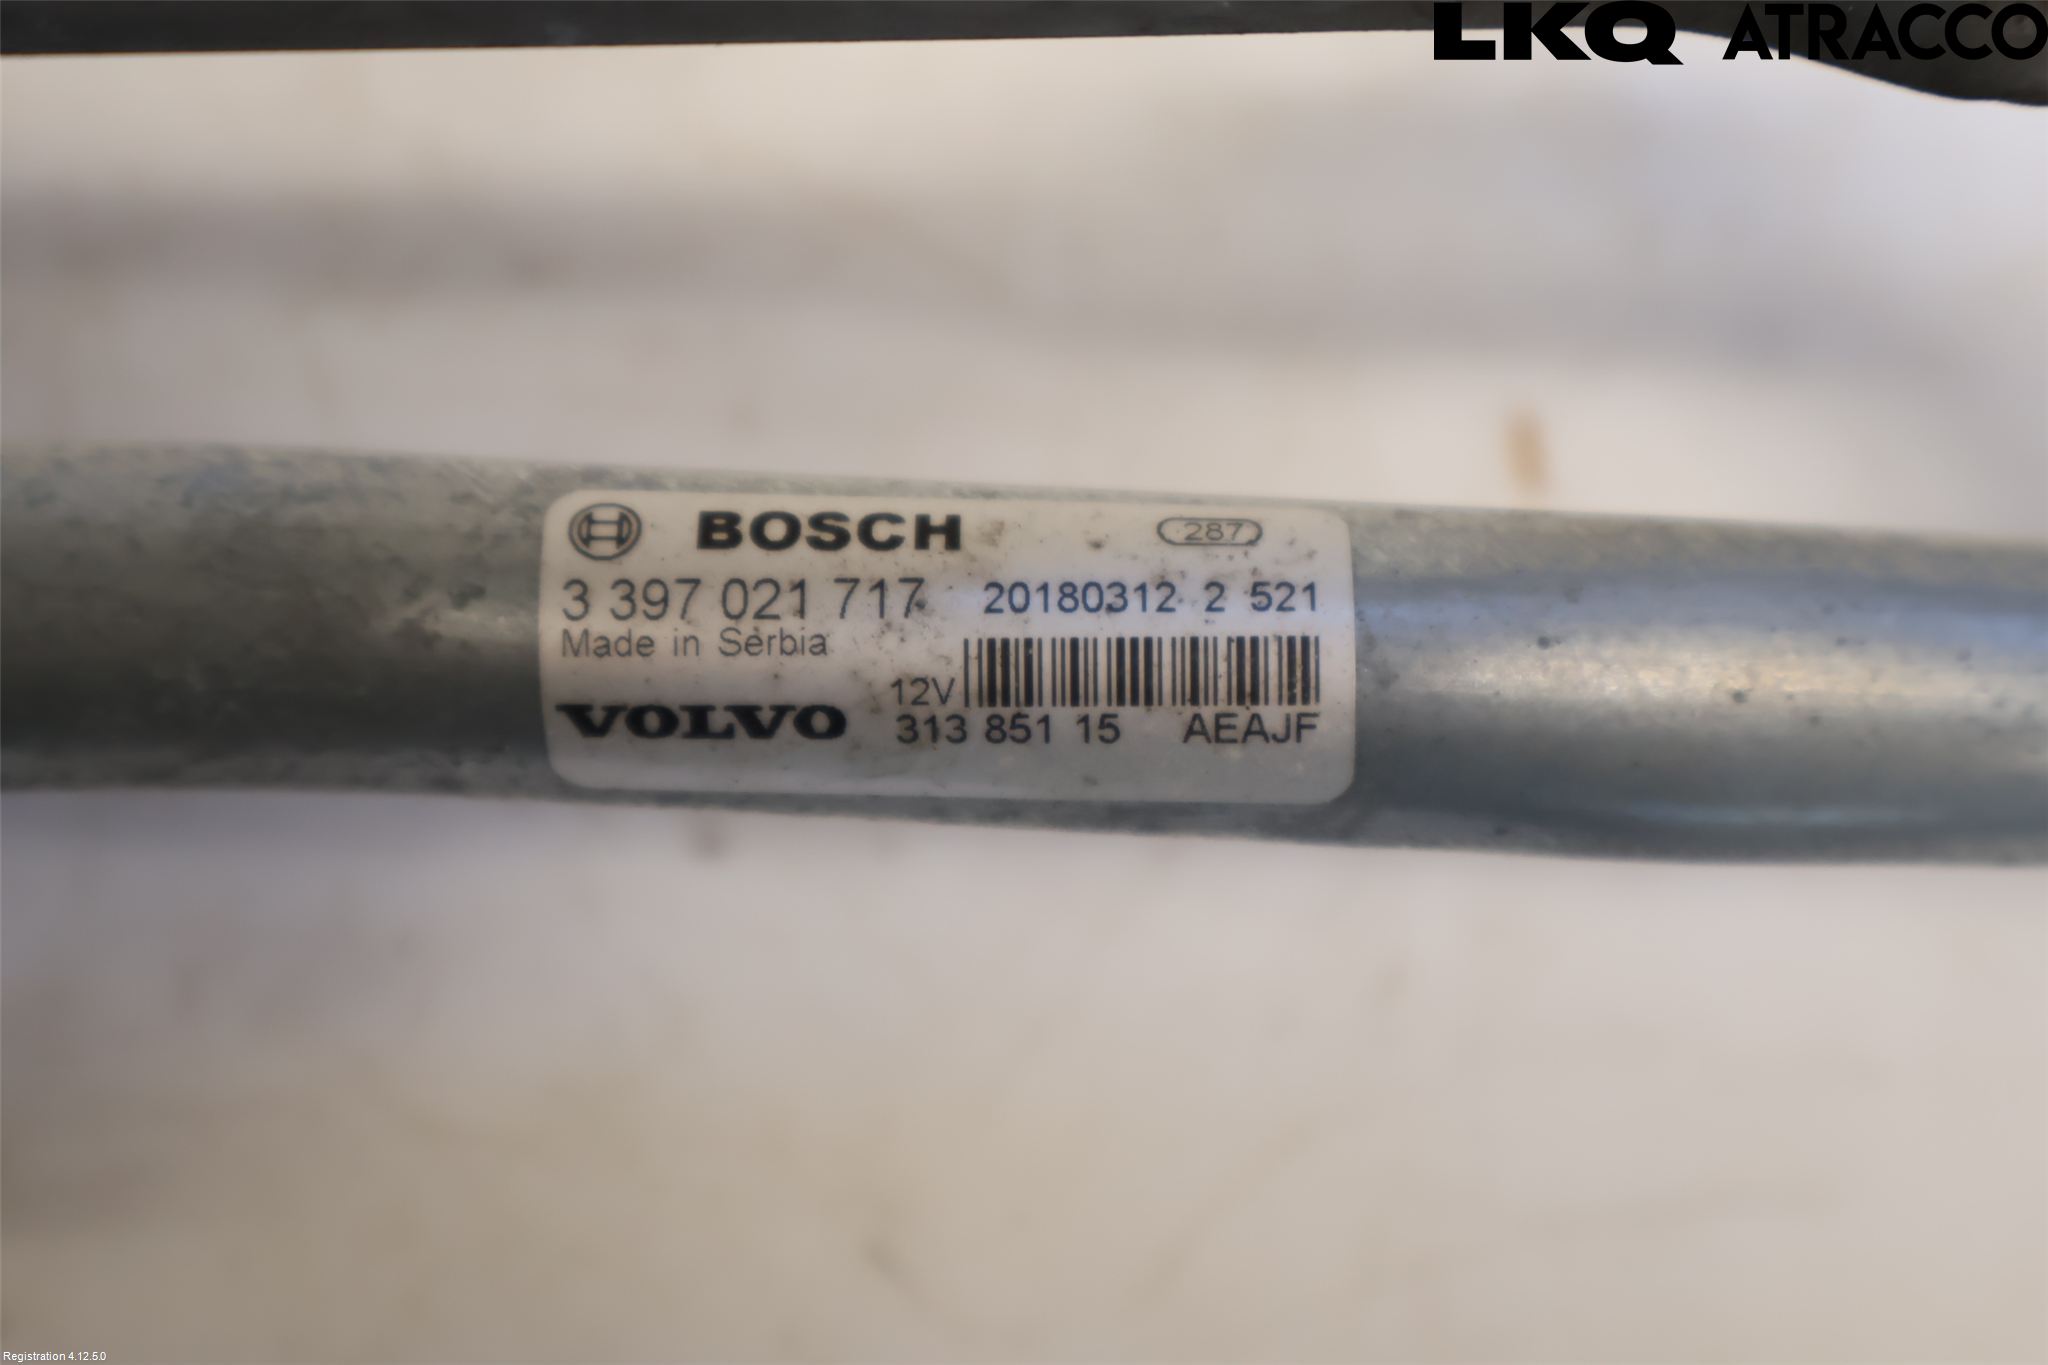 LKQ ATRACCO
BOSCH 287
3 397 021 717 20180312 2 521
Made in Serbia
12V
VOLVO 313 851 15 AEAJF
Registration 4.12.5.0